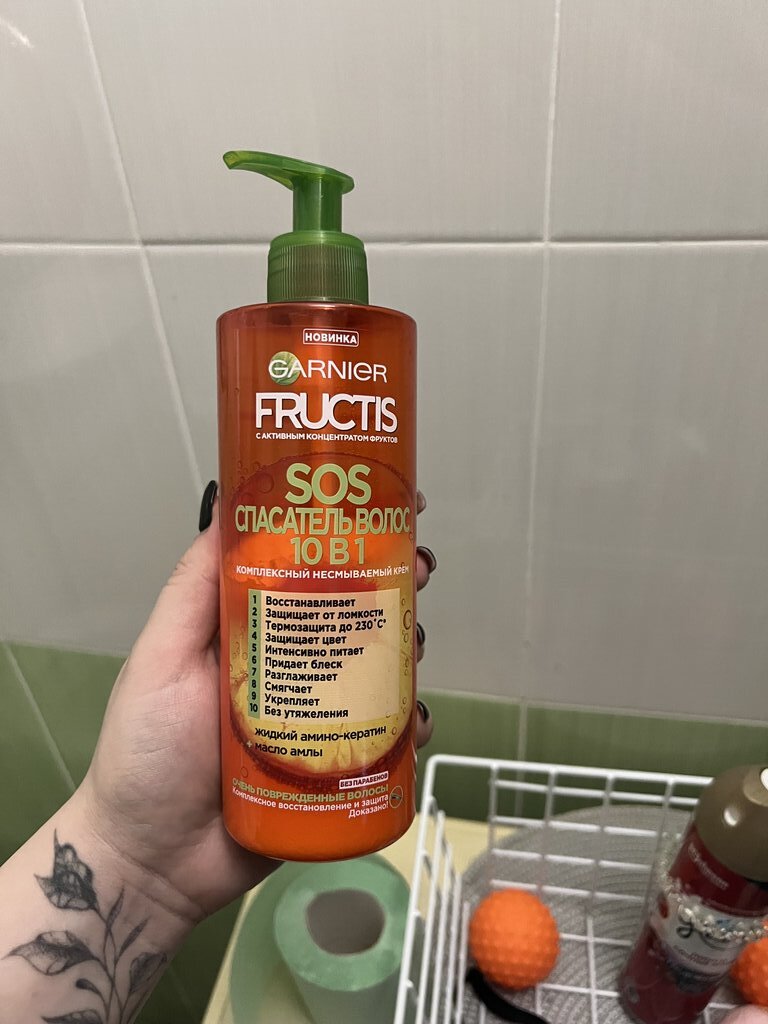 НОВИНКА
GARNIER
FRUCTIS
С АКТИВНЫМ КОНЦЕНТРАТОМ ФРУКТОВ
SOS
СПАСАТЕЛЬ ВОЛОС
10 В 1
КОМПЛЕКСНЫЙ НЕСМЫВАЕМЫЙ КРЕМ
1 Восстанавливает
2 Защищает от ломкости
3 Термозащита до 230°С*
4 Защищает цвет
5 Интенсивно питает
6 Придает блеск
7 Разглаживает
8 Смягчает
9 Укрепляет
10 Без утяжеления
жидкий амино-кератин
масло амлы
БЕЗ ПАРАБЕНОВ
ОЧЕНЬ ПОВРЕЖДЕННЫЕ ВОЛОСЫ
Комплексное восстановление и защита
Доказано!